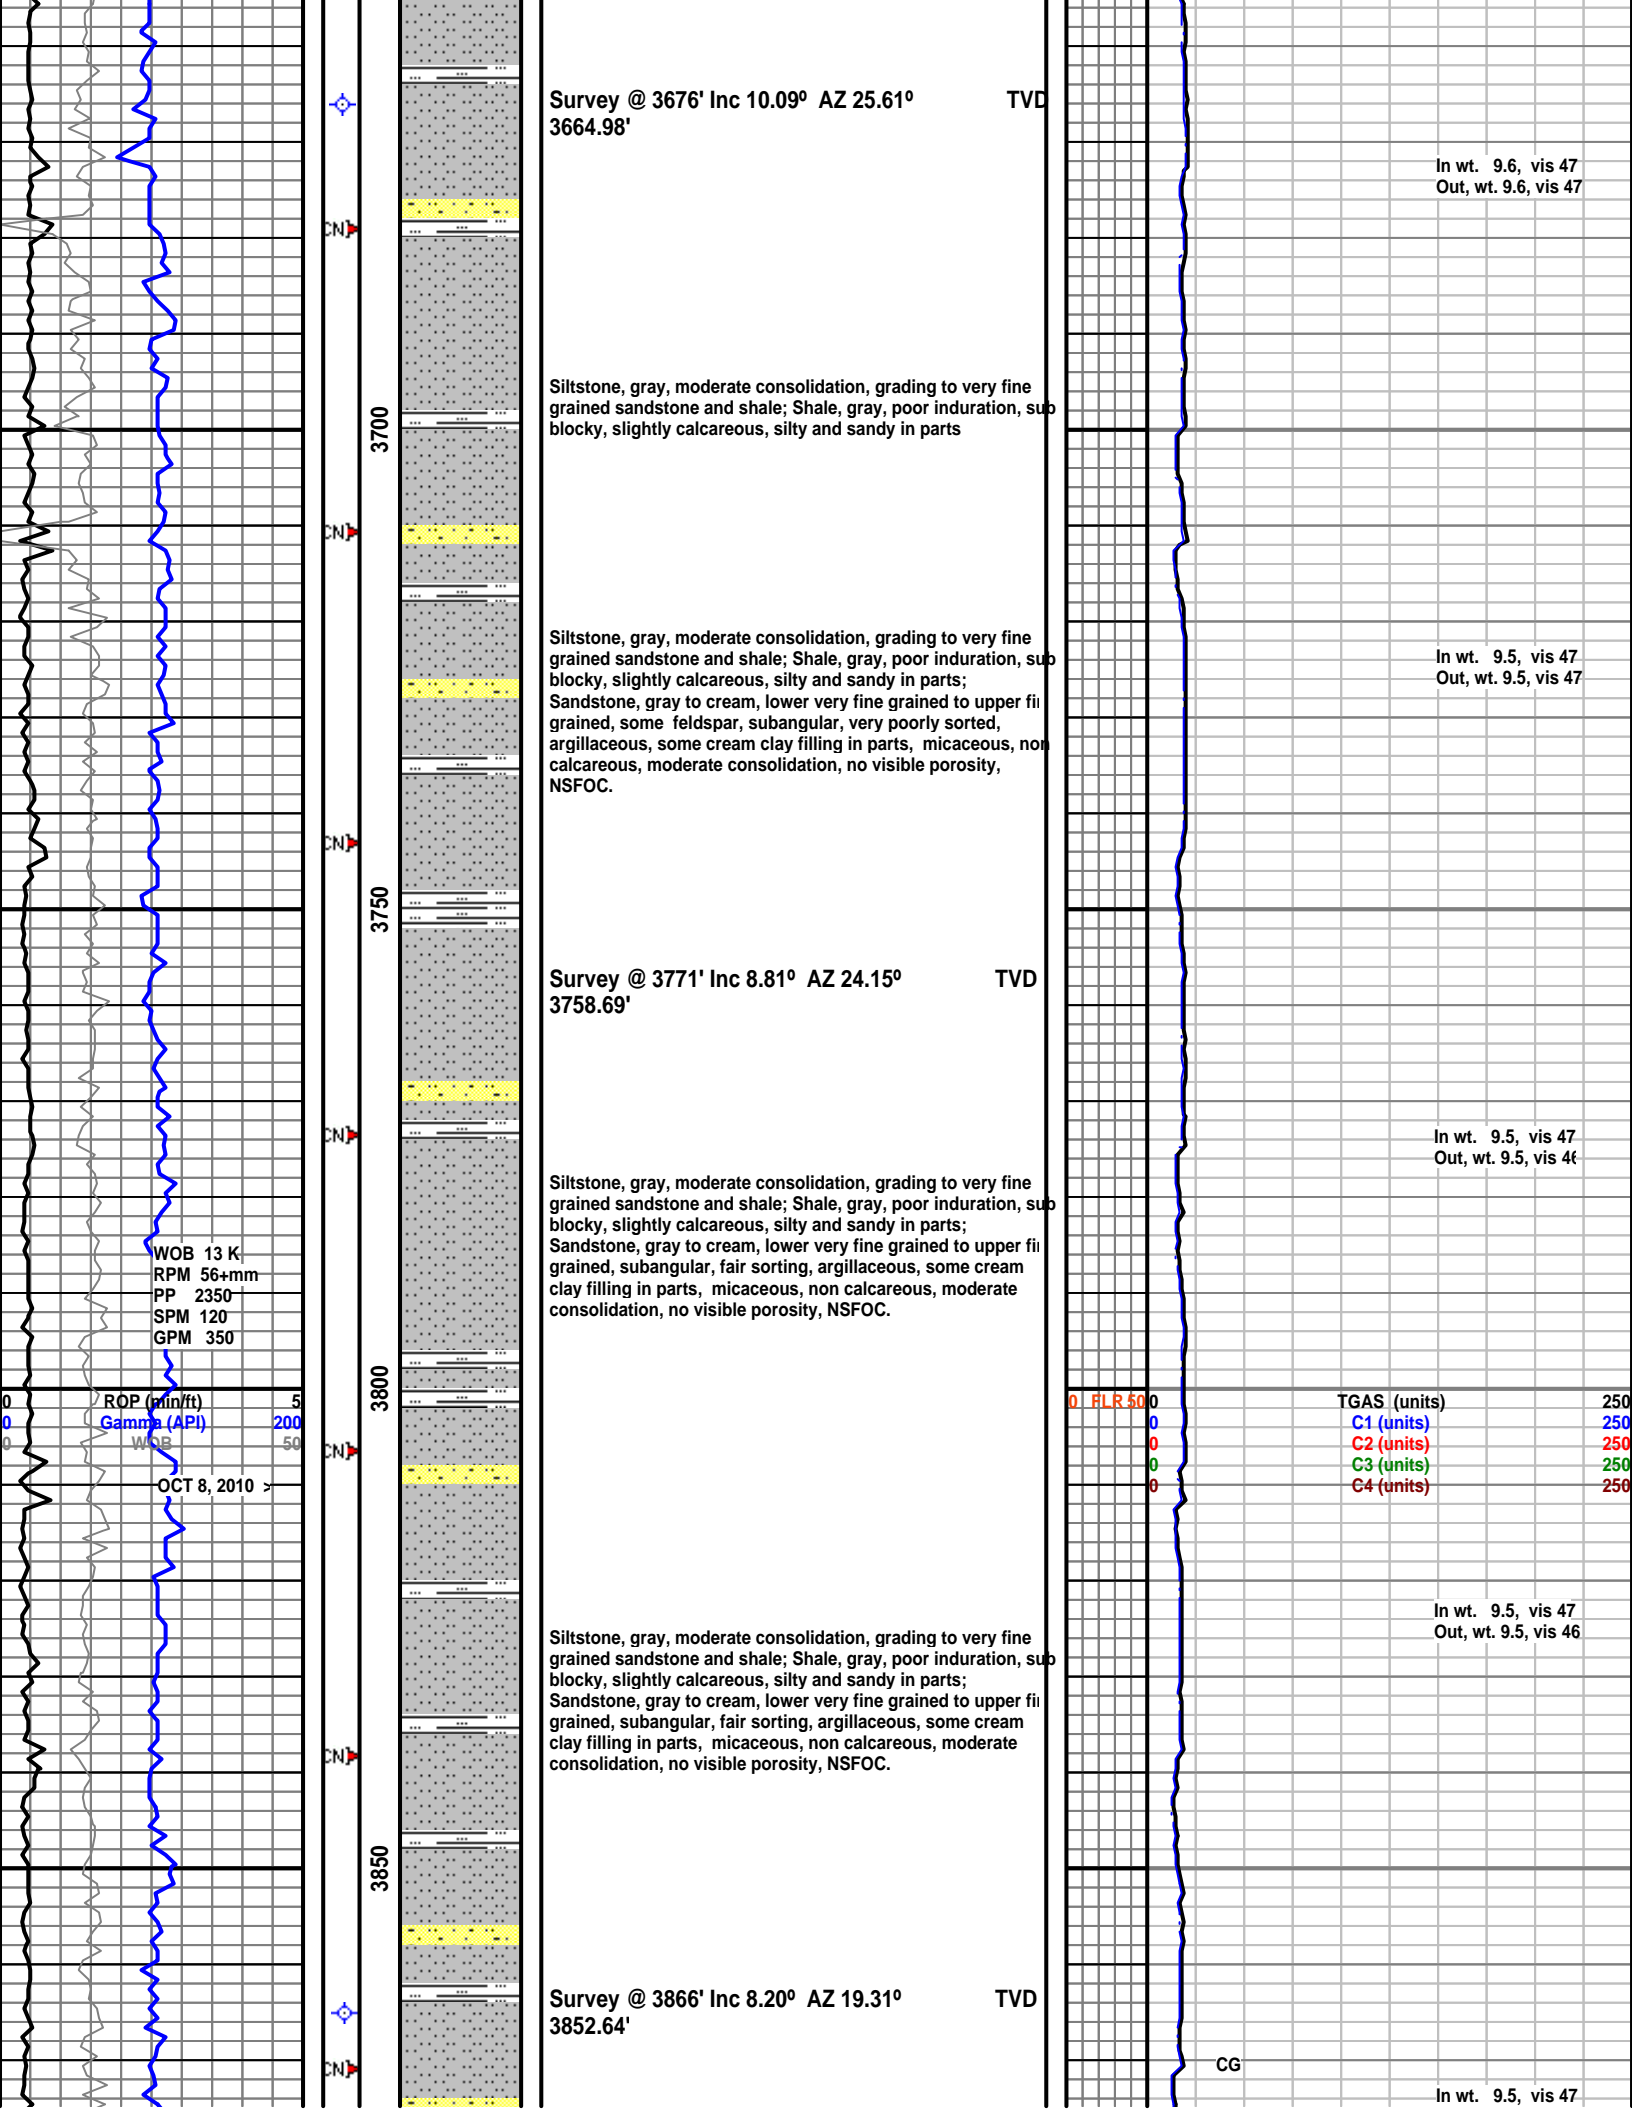 Survey @ 3676' Inc 10.09º AZ 25.61º TVD
3664.98'
In wt. 9.6, vis 47
Out, wt. 9.6, vis 47
CN}
Siltstone, gray, moderate consolidation, grading to very fine
grained sandstone and shale; Shale, gray, poor induration, sub
blocky, slightly calcareous, silty and sandy in parts
3700
CN}
Siltstone, gray, moderate consolidation, grading to very fine
grained sandstone and shale; Shale, gray, poor induration, sub
blocky, slightly calcareous, silty and sandy in parts;
Sandstone, gray to cream, lower very fine grained to upper fi
grained, some feldspar, subangular, very poorly sorted,
argillaceous, some cream clay filling in parts, micaceous, non
calcareous, moderate consolidation, no visible porosity,
NSFOC.
In wt. 9.5, vis 47
Out, wt. 9.5, vis 47
CN}
3750
Survey @ 3771' Inc 8.81º AZ 24.15º TVD
3758.69'
CN}
In wt. 9.5, vis 47
Out, wt. 9.5, vis 46
Siltstone, gray, moderate consolidation, grading to very fine
grained sandstone and shale; Shale, gray, poor induration, sub
blocky, slightly calcareous, silty and sandy in parts;
Sandstone, gray to cream, lower very fine grained to upper fi
grained, subangular, fair sorting, argillaceous, some cream
clay filling in parts, micaceous, non calcareous, moderate
consolidation, no visible porosity, NSFOC.
WOB 13 K
RPM 56+mm
PP 2350
SPM 120
GPM 350
3800
0 ROP (min/ft) 5
0 Gamma (API) 200
0 WOB 50
0 FLR 50
0 TGAS (units) 250
0 C1 (units) 250
0 C2 (units) 250
0 C3 (units) 250
0 C4 (units) 250
CN}
OCT 8, 2010 >
In wt. 9.5, vis 47
Out, wt. 9.5, vis 46
Siltstone, gray, moderate consolidation, grading to very fine
grained sandstone and shale; Shale, gray, poor induration, sub
blocky, slightly calcareous, silty and sandy in parts;
Sandstone, gray to cream, lower very fine grained to upper fi
grained, subangular, fair sorting, argillaceous, some cream
clay filling in parts, micaceous, non calcareous, moderate
consolidation, no visible porosity, NSFOC.
CN}
3850
Survey @ 3866' Inc 8.20º AZ 19.31º TVD
3852.64'
CN}
CG
In wt. 9.5, vis 47